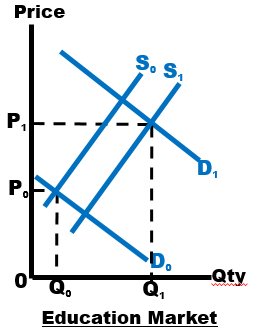 Price
S₀ S₁
P₁
D₁
P₀
D₀
0
Qty
Q₀ Q₁
Education Market